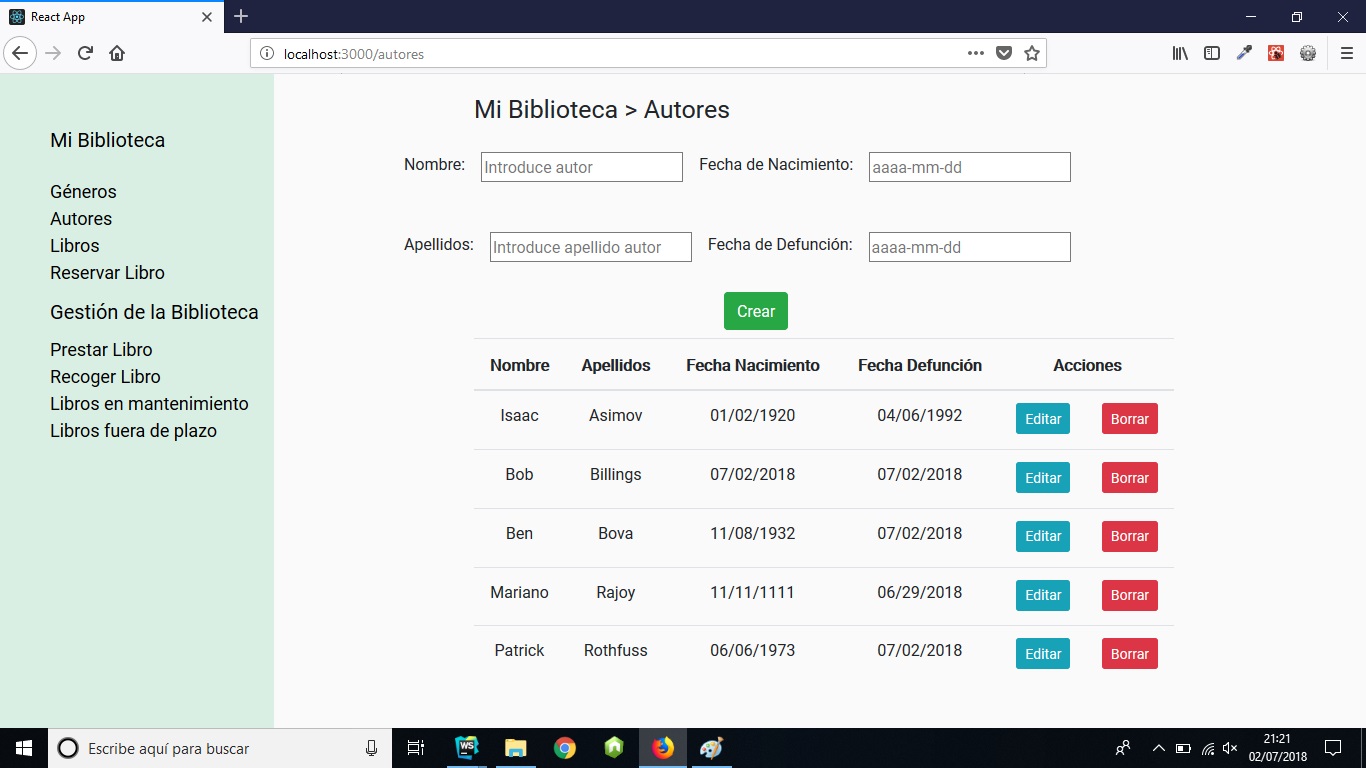 React App
localhost:3000/autores
Mi Biblioteca
Géneros
Autores
Libros
Reservar Libro
Gestión de la Biblioteca
Prestar Libro
Recoger Libro
Libros en mantenimiento
Libros fuera de plazo
Mi Biblioteca > Autores
Nombre: Introduce autor Fecha de Nacimiento: aaaa-mm-dd
Apellidos: Introduce apellido autor Fecha de Defunción: aaaa-mm-dd
Crear
Nombre Apellidos Fecha Nacimiento Fecha Defunción Acciones
Isaac Asimov 01/02/1920 04/06/1992 Editar Borrar
Bob Billings 07/02/2018 07/02/2018 Editar Borrar
Ben Bova 11/08/1932 07/02/2018 Editar Borrar
Mariano Rajoy 11/11/1111 06/29/2018 Editar Borrar
Patrick Rothfuss 06/06/1973 07/02/2018 Editar Borrar
Escribe aquí para buscar
WS
21:21
02/07/2018